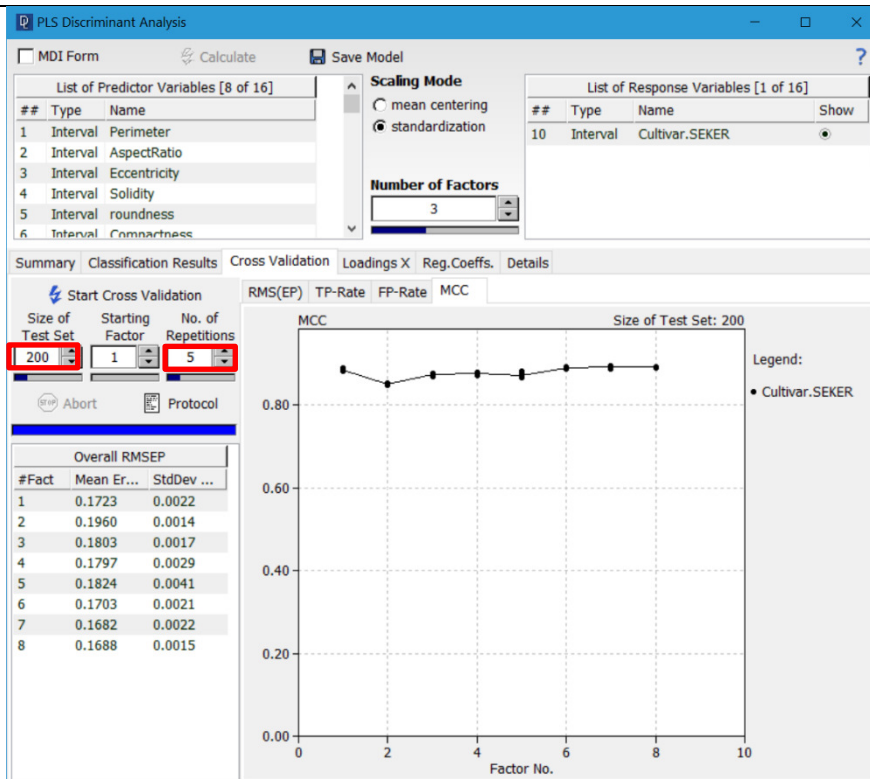 PLS Discriminant Analysis
MDI Form Calculate Save Model ?
List of Predictor Variables [8 of 16]
## Type Name
1 Interval Perimeter
2 Interval AspectRatio
3 Interval Eccentricity
4 Interval Solidity
5 Interval roundness
6 Interval Compactness
Scaling Mode
mean centering
standardization
Number of Factors
3
List of Response Variables [1 of 16]
## Type Name Show
10 Interval Cultivar.SEKER
Summary Classification Results Cross Validation Loadings X Reg.Coeffs. Details
Start Cross Validation
Size of Starting No. of
Test Set Factor Repetitions
200 1 5
STOP Abort Protocol
Overall RMSEP
#Fact Mean Er... StdDev ...
1 0.1723 0.0022
2 0.1960 0.0014
3 0.1803 0.0017
4 0.1797 0.0029
5 0.1824 0.0041
6 0.1703 0.0021
7 0.1682 0.0022
8 0.1688 0.0015
RMS(EP) TP-Rate FP-Rate MCC
MCC Size of Test Set: 200
0.80
0.60
0.40
0.20
0.00
0 2 4 6 8 10
Factor No.
Legend:
Cultivar.SEKER